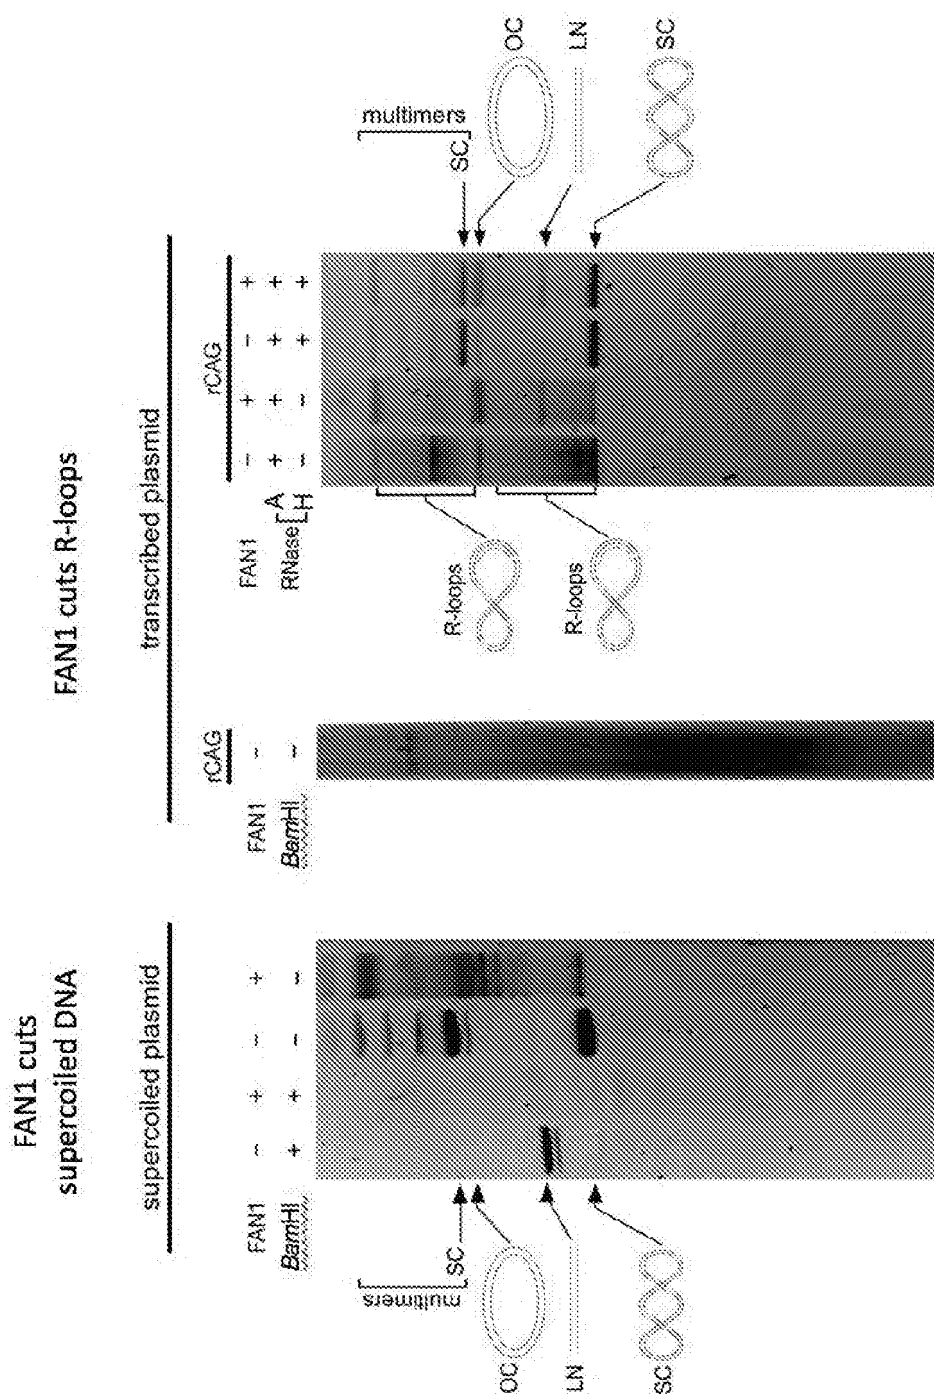 FAN1 cuts
supercoiled DNA
supercoiled plasmid
FAN1 - + - +
BamHI + + - -
multimers
SC
OC
LN
SC
FAN1 cuts R-loops
transcribed plasmid
rCAG
FAN1 -
BamHI -
rCAG
FAN1 - + - +
RNase A + + + +
H - - + +
R-loops
R-loops
multimers
SC
OC
LN
SC